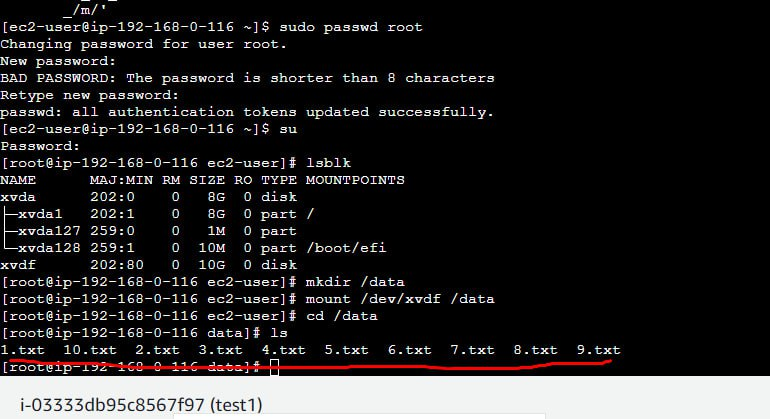 _/m/'
[ec2-user@ip-192-168-0-116 ~]$ sudo passwd root
Changing password for user root.
New password:
BAD PASSWORD: The password is shorter than 8 characters
Retype new password:
passwd: all authentication tokens updated successfully.
[ec2-user@ip-192-168-0-116 ~]$ su
Password:
[root@ip-192-168-0-116 ec2-user]# lsblk
NAME MAJ:MIN RM SIZE RO TYPE MOUNTPOINTS
xvda 202:0 0 8G 0 disk
├─xvda1 202:1 0 8G 0 part /
├─xvda127 259:0 0 1M 0 part
└─xvda128 259:1 0 10M 0 part /boot/efi
xvdf 202:80 0 10G 0 disk
[root@ip-192-168-0-116 ec2-user]# mkdir /data
[root@ip-192-168-0-116 ec2-user]# mount /dev/xvdf /data
[root@ip-192-168-0-116 ec2-user]# cd /data
[root@ip-192-168-0-116 data]# ls
1.txt 10.txt 2.txt 3.txt 4.txt 5.txt 6.txt 7.txt 8.txt 9.txt
[root@ip-192-168-0-116 data]#
i-03333db95c8567f97 (test1)